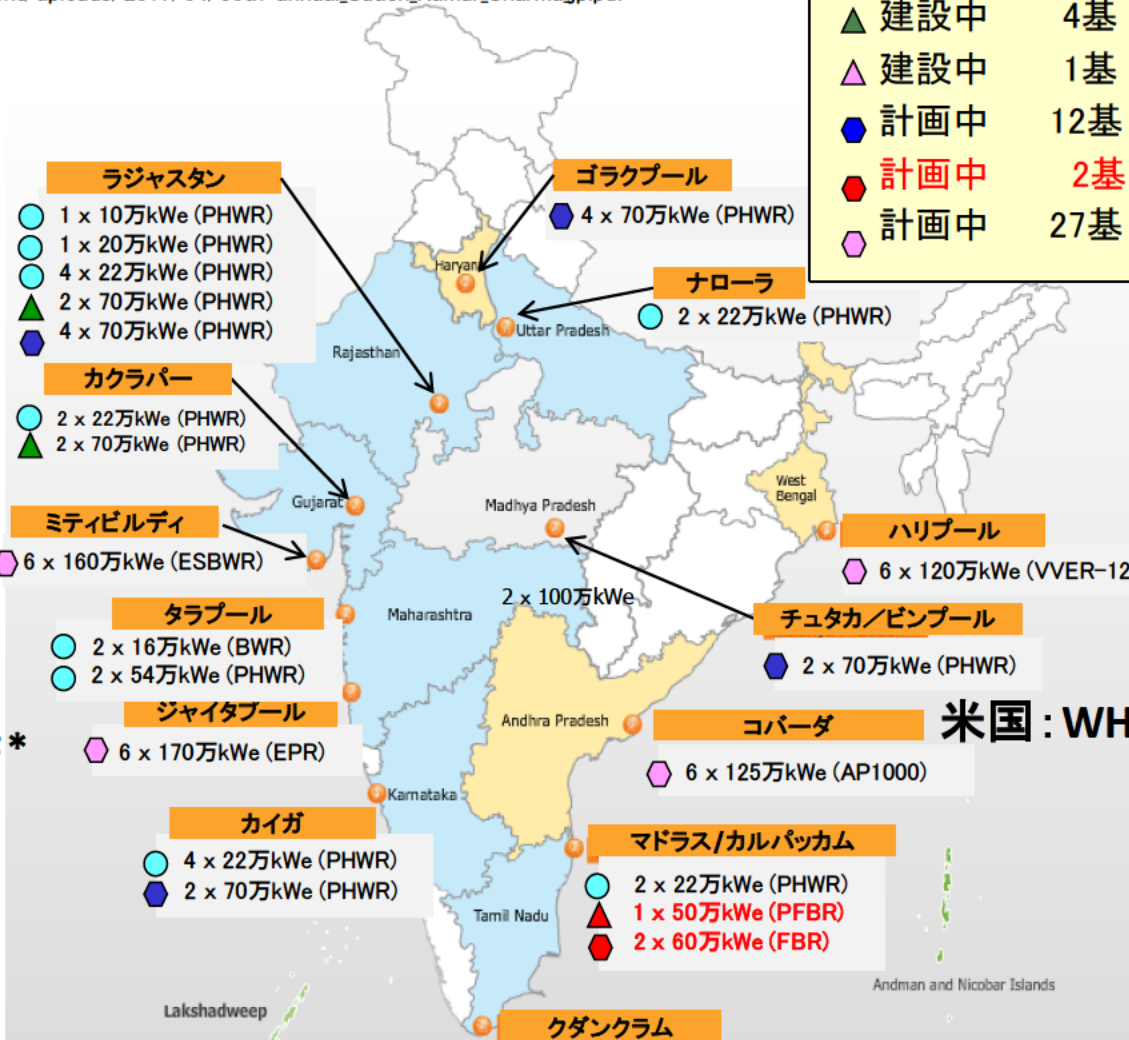 建設中 4基
建設中 1基
計画中 12基
計画中 2基
計画中 27基
ラジャスタン
1 x 10万kWe (PHWR)
1 x 20万kWe (PHWR)
4 x 22万kWe (PHWR)
2 x 70万kWe (PHWR)
4 x 70万kWe (PHWR)
ゴラクプール
4 x 70万kWe (PHWR)
Haryan
ナローラ
2 x 22万kWe (PHWR)
Uttar Pradesh
Rajasthan
カクラパー
2 x 22万kWe (PHWR)
2 x 70万kWe (PHWR)
Gujarat
Madhya Pradesh
West
Bengal
ミティビルディ
6 x 160万kWe (ESBWR)
ハリプール
6 x 120万kWe (VVER-12
2 x 100万kWe
Maharashtra
タラプール
2 x 16万kWe (BWR)
2 x 54万kWe (PHWR)
チュタカ/ビンプール
2 x 70万kWe (PHWR)
ジャイタプール
6 x 170万kWe (EPR)
*
Andhra Pradesh
コバーダ
米国：WH
6 x 125万kWe (AP1000)
Karnataka
カイガ
4 x 22万kWe (PHWR)
2 x 70万kWe (PHWR)
マドラス/カルパッカム
2 x 22万kWe (PHWR)
1 x 50万kWe (PFBR)
2 x 60万kWe (FBR)
Tamil Nadu
Andman and Nicobar Islands
Lakshadweep
クダンクラム